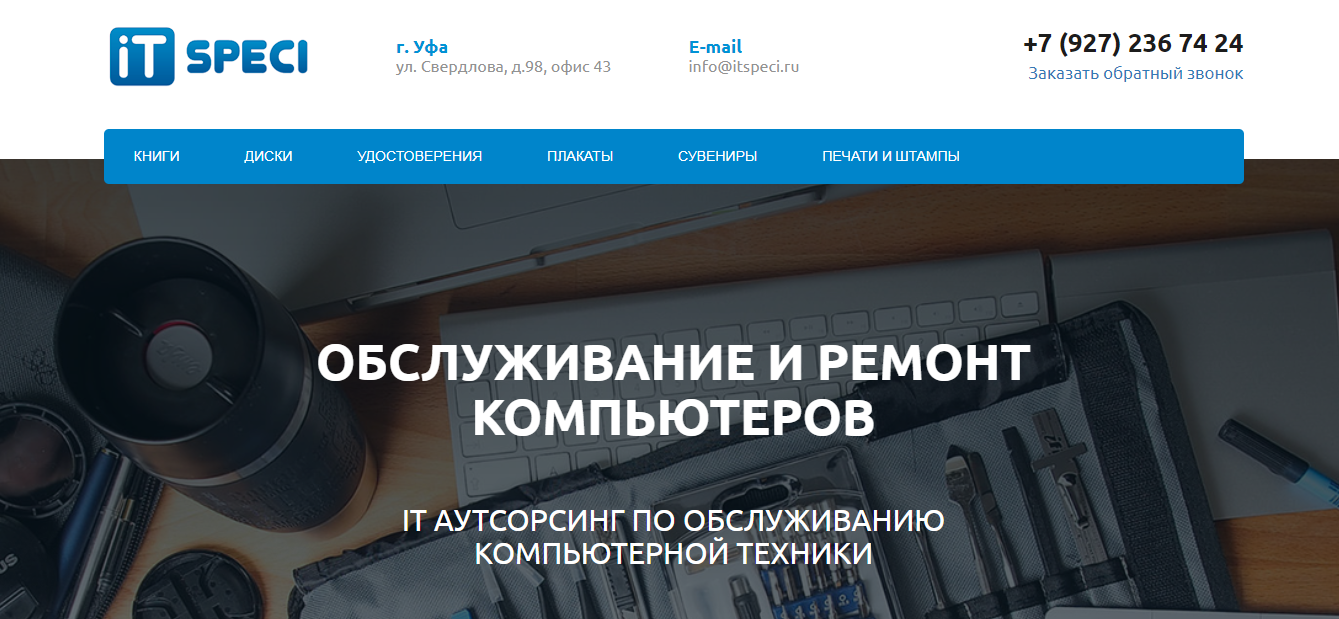 iT SPECI
г. Уфа
ул. Свердлова, д.98, офис 43
E-mail
info@itspeci.ru
+7 (927) 236 74 24
Заказать обратный звонок
КНИГИ ДИСКИ УДОСТОВЕРЕНИЯ ПЛАКАТЫ СУВЕНИРЫ ПЕЧАТИ И ШТАМПЫ
ОБСЛУЖИВАНИЕ И РЕМОНТ
КОМПЬЮТЕРОВ
IT АУТСОРСИНГ ПО ОБСЛУЖИВАНИЮ
КОМПЬЮТЕРНОЙ ТЕХНИКИ